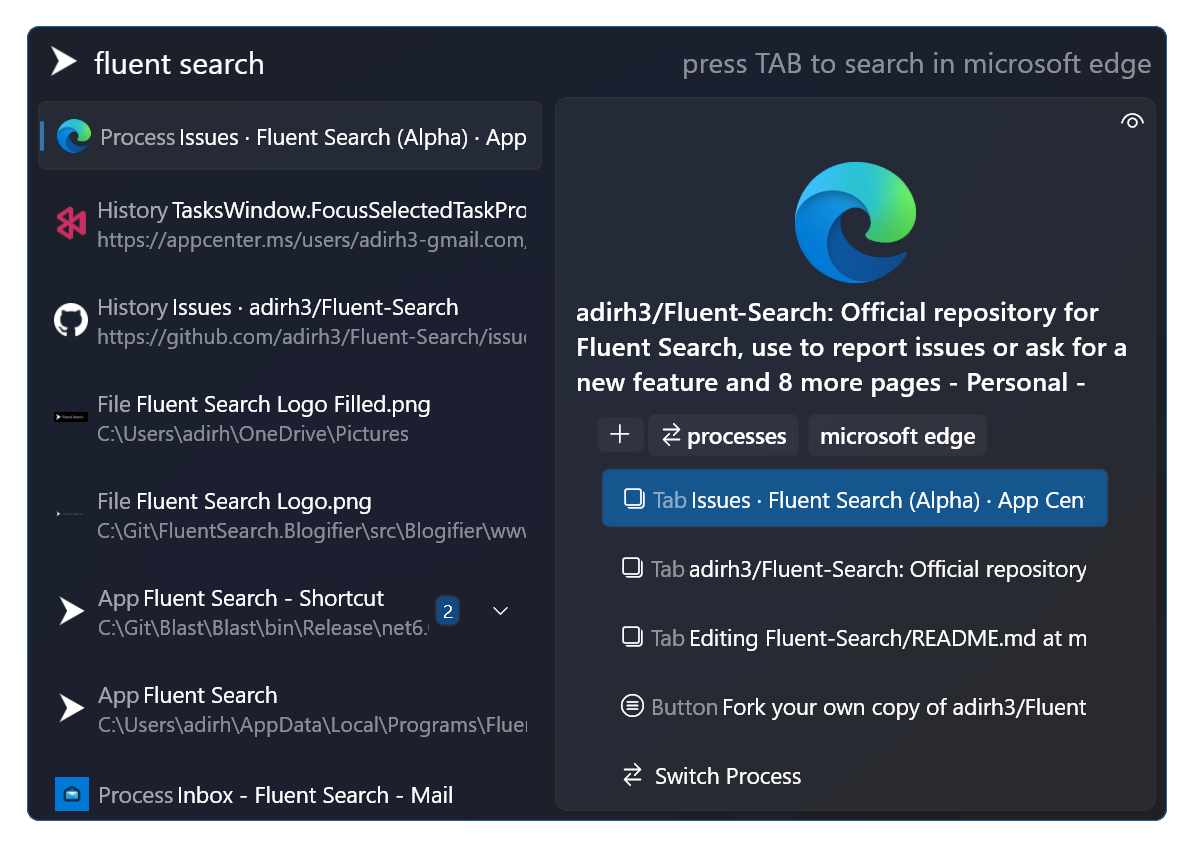 fluent search
press TAB to search in microsoft edge
Process Issues · Fluent Search (Alpha) · App
History TasksWindow.FocusSelectedTaskPro
https://appcenter.ms/users/adirh3-gmail.com,
History Issues · adirh3/Fluent-Search
https://github.com/adirh3/Fluent-Search/issu
File Fluent Search Logo Filled.png
C:\Users\adirh\OneDrive\Pictures
File Fluent Search Logo.png
C:\Git\FluentSearch.Blogifier\src\Blogifier\ww
App Fluent Search - Shortcut
C:\Git\Blast\Blast\bin\Release\net6.
2
App Fluent Search
C:\Users\adirh\AppData\Local\Programs\Flue
Process Inbox - Fluent Search - Mail
adirh3/Fluent-Search: Official repository for
Fluent Search, use to report issues or ask for a
new feature and 8 more pages - Personal -
processes
microsoft edge
Tab Issues · Fluent Search (Alpha) · App Cen
Tab adirh3/Fluent-Search: Official repository
Tab Editing Fluent-Search/README.md at m
Button Fork your own copy of adirh3/Fluent
Switch Process